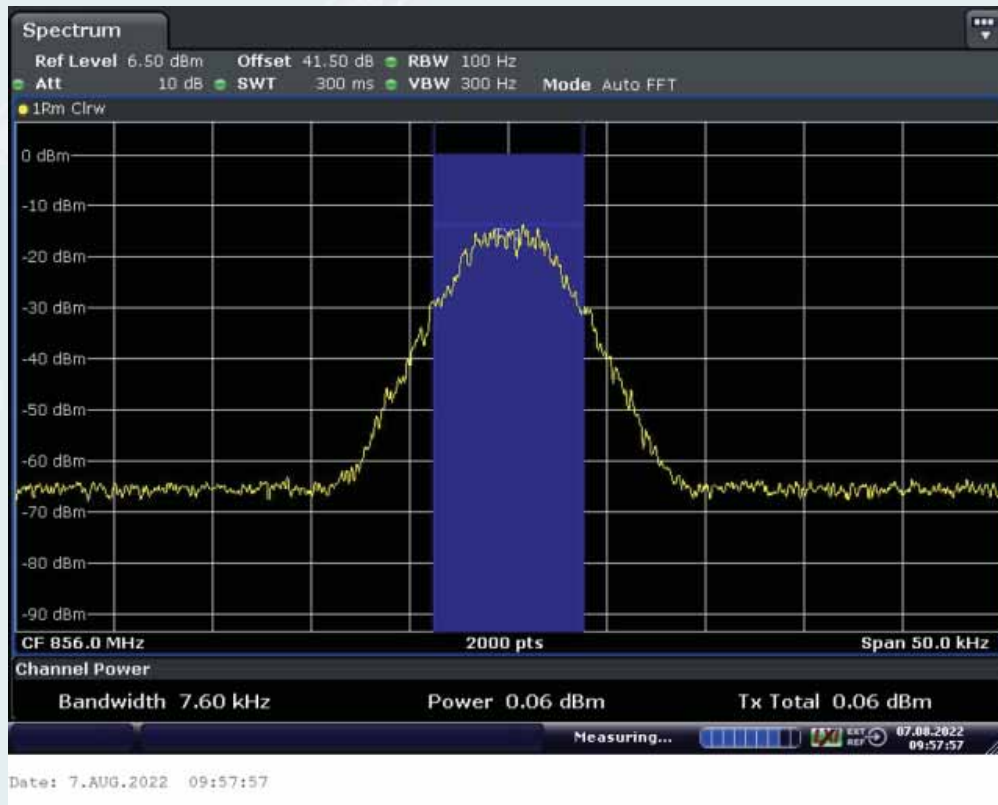 Spectrum
Ref Level 6.50 dBm Offset 41.50 dB RBW 100 Hz
Att 10 dB SWT 300 ms VBW 300 Hz Mode Auto FFT
1Rm Clrw
0 dBm
-10 dBm
-20 dBm
-30 dBm
-40 dBm
-50 dBm
-60 dBm
-70 dBm
-80 dBm
-90 dBm
CF 856.0 MHz 2000 pts Span 50.0 kHz
Channel Power
Bandwidth 7.60 kHz Power 0.06 dBm Tx Total 0.06 dBm
Measuring... EXT REF 07.08.2022
09:57:57
Date: 7.AUG.2022 09:57:57